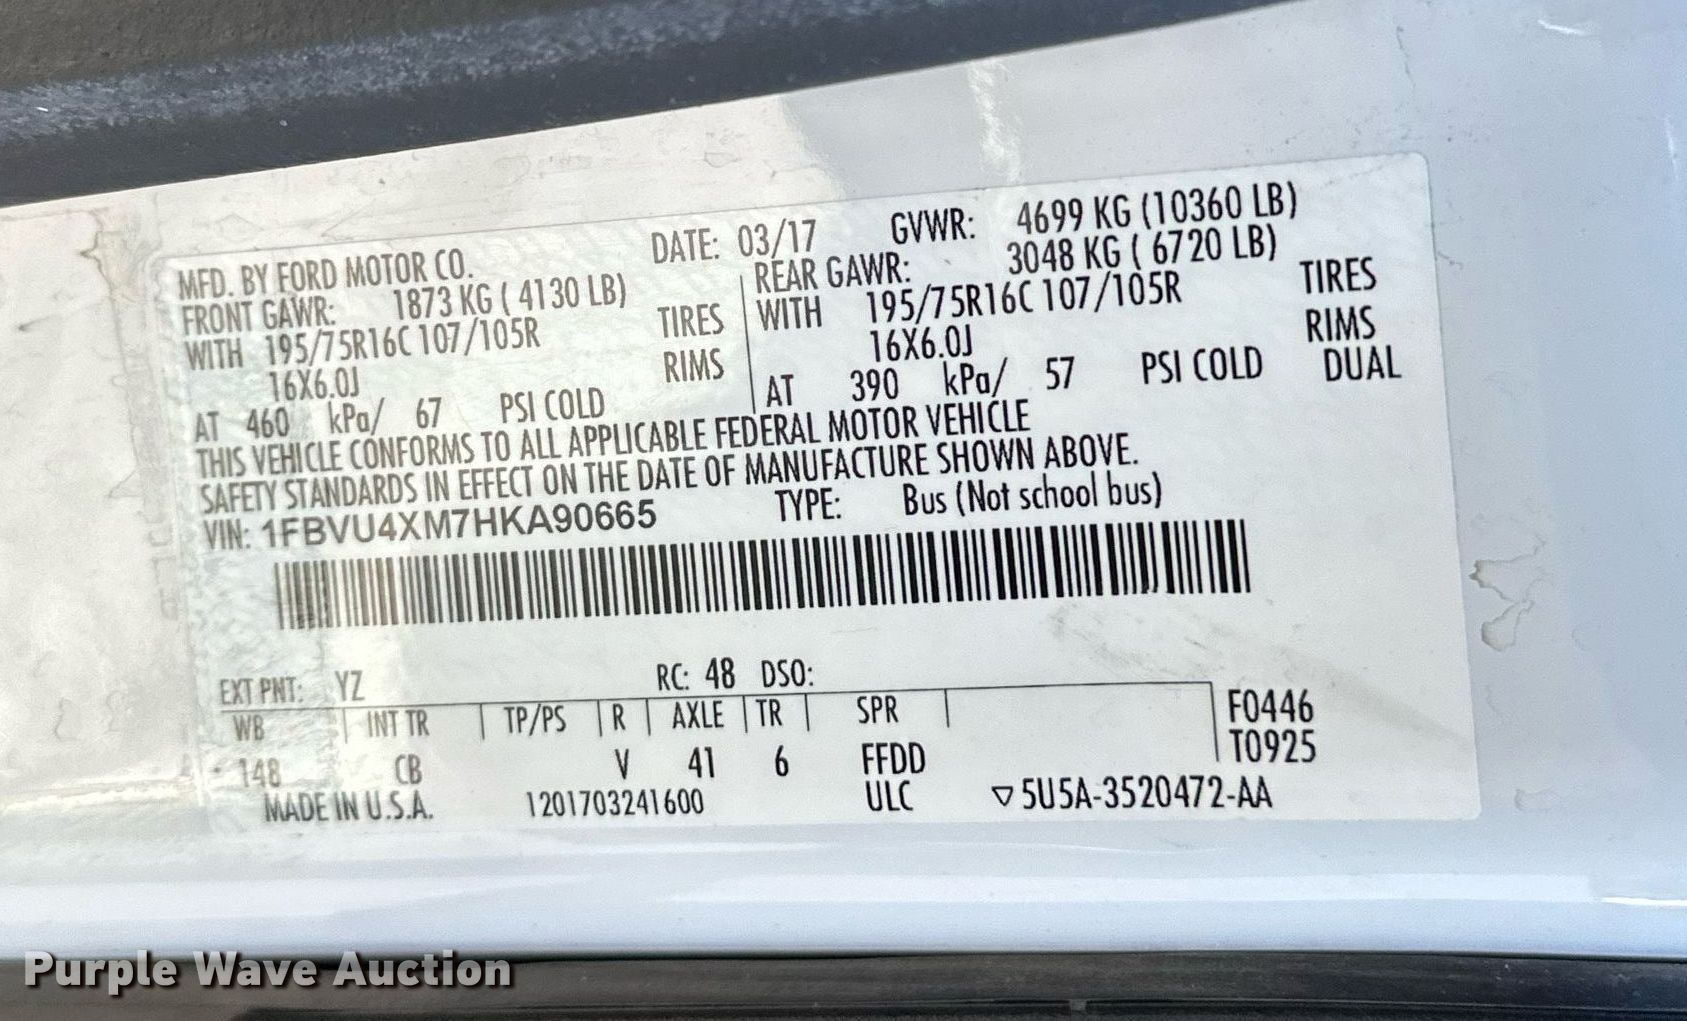 MFD. BY FORD MOTOR CO. DATE: 03/17 GVWR: 4699 KG (10360 LB)
FRONT GAWR: 1873 KG ( 4130 LB) REAR GAWR: 3048 KG ( 6720 LB)
WITH 195/75R16C 107/105R TIRES WITH 195/75R16C 107/105R TIRES
16X6.0J RIMS 16X6.0J RIMS
AT 460 kPa/ 67 PSI COLD AT 390 kPa/ 57 PSI COLD DUAL
THIS VEHICLE CONFORMS TO ALL APPLICABLE FEDERAL MOTOR VEHICLE
SAFETY STANDARDS IN EFFECT ON THE DATE OF MANUFACTURE SHOWN ABOVE.
VIN: 1FBVU4XM7HKA90665 TYPE: Bus (Not school bus)
EXT PNT: YZ RC: 48 DSO:
WB INT TR TP/PS R AXLE TR SPR F0446
148 CB V 41 6 FFDD T0925
MADE IN U.S.A. 1201703241600 ULC ▽5U5A-3520472-AA
Purple Wave Auction